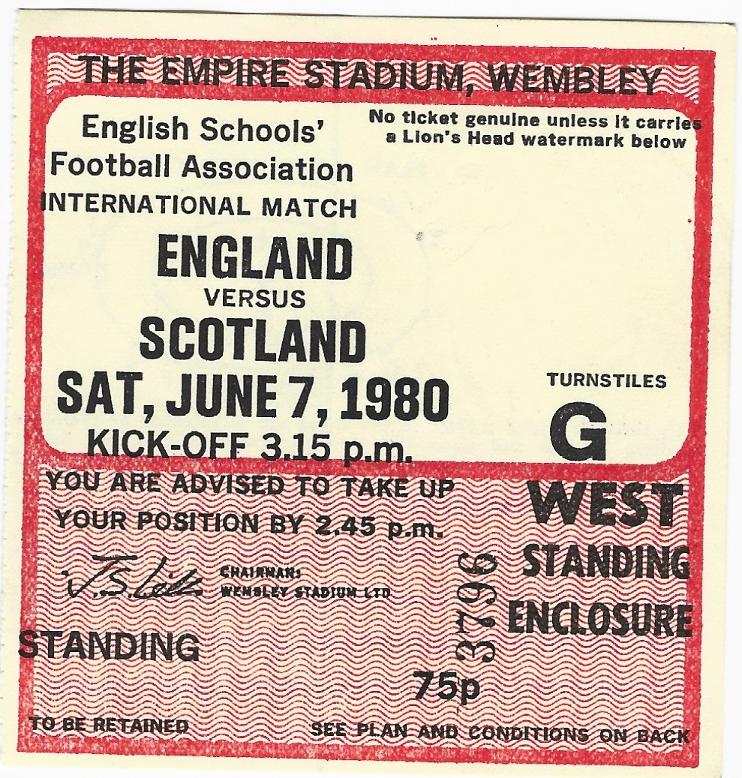 THE EMPIRE STADIUM, WEMBLEY
English Schools'
Football Association
INTERNATIONAL MATCH
No ticket genuine unless it carries
a Lion's Head watermark below
ENGLAND
VERSUS
SCOTLAND
SAT, JUNE 7, 1980
KICK-OFF 3.15 p.m.
TURNSTILES
G
YOU ARE ADVISED TO TAKE UP
YOUR POSITION BY 2.45 p.m.
WEST
STANDING
ENCLOSURE
CHAIRMAN:
WEMBLEY STADIUM LTD
3796
STANDING
75p
TO BE RETAINED
SEE PLAN AND CONDITIONS ON BACK